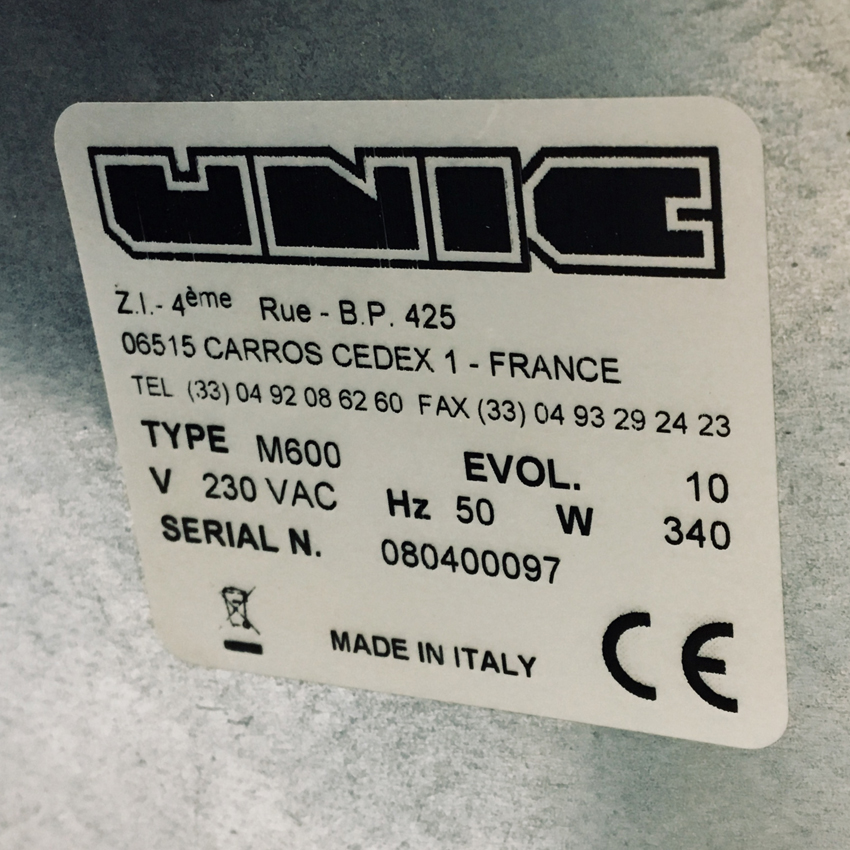 UNIC
Z.I.- 4ème Rue - B.P. 425
06515 CARROS CEDEX 1 - FRANCE
TEL (33) 04 92 08 62 60 FAX (33) 04 93 29 24 23
TYPE M600 EVOL. 10
V 230 VAC Hz 50 W 340
SERIAL N. 080400097
MADE IN ITALY CE